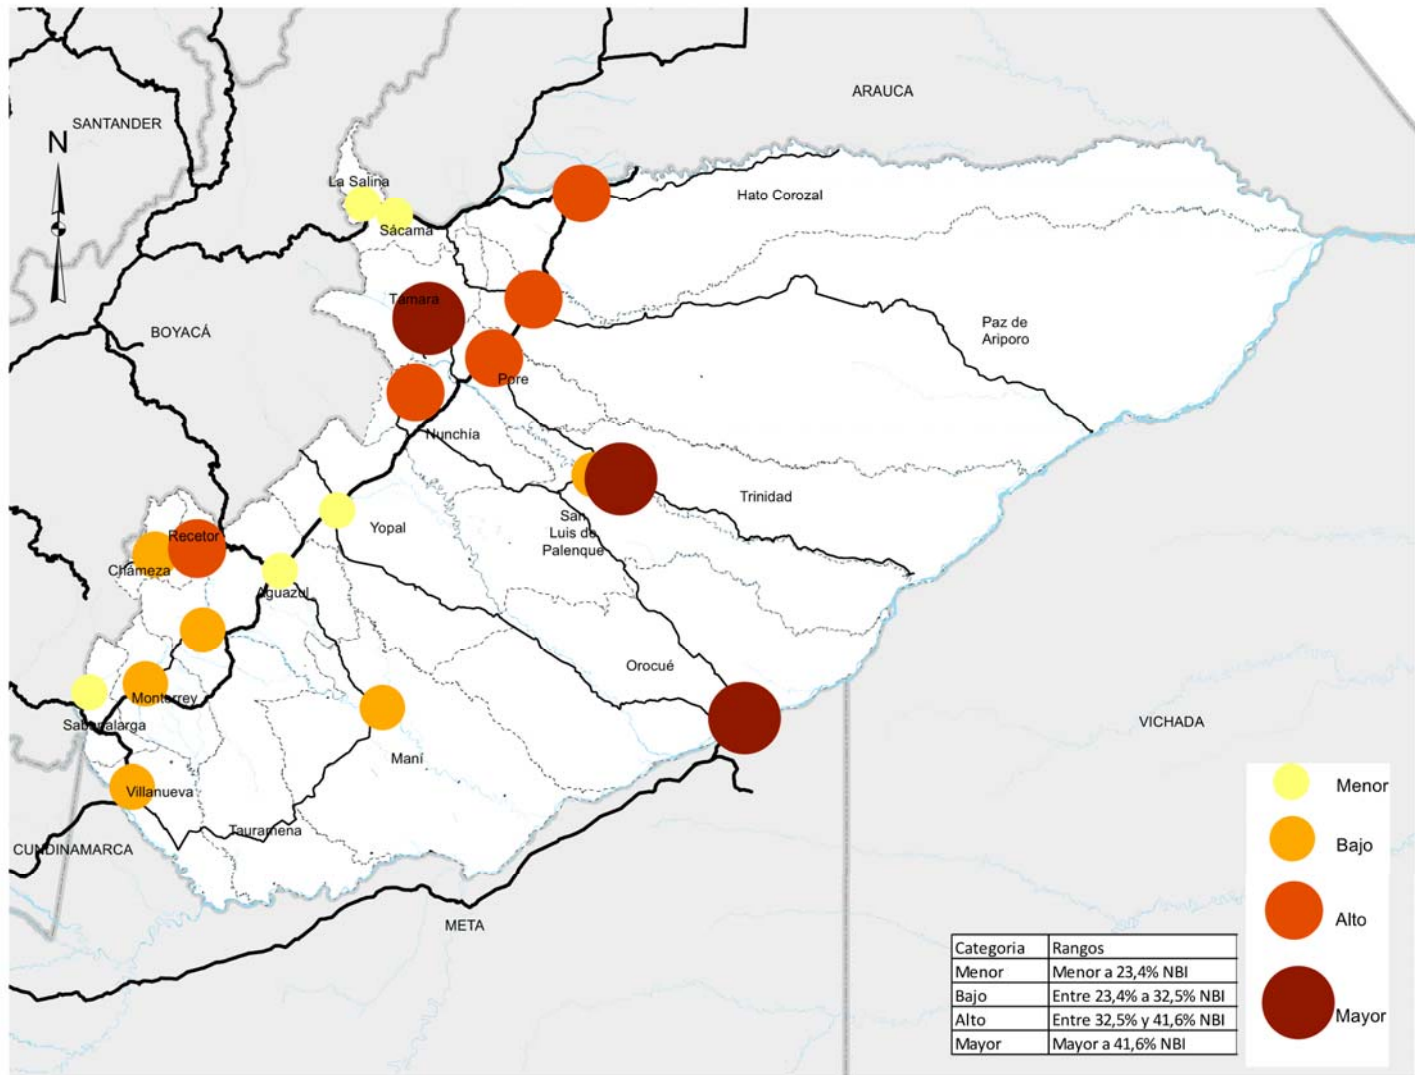 ARAUCA
SANTANDER
N
La Salina
Hato Corozal
Sácama
Támara
BOYACÁ
Paz de
Ariporo
Pore
Nunchía
Trinidad
San
Luis de
Palenque
Yopal
Recetor
Chámeza
Aguazul
Orocué
Monterrey
Sabanalarga
VICHADA
Maní
Villanueva
Tauramena
CUNDINAMARCA
META
Menor
Bajo
Alto
Mayor
Categoria Rangos
Menor Menor a 23,4% NBI
Bajo Entre 23,4% a 32,5% NBI
Alto Entre 32,5% y 41,6% NBI
Mayor Mayor a 41,6% NBI